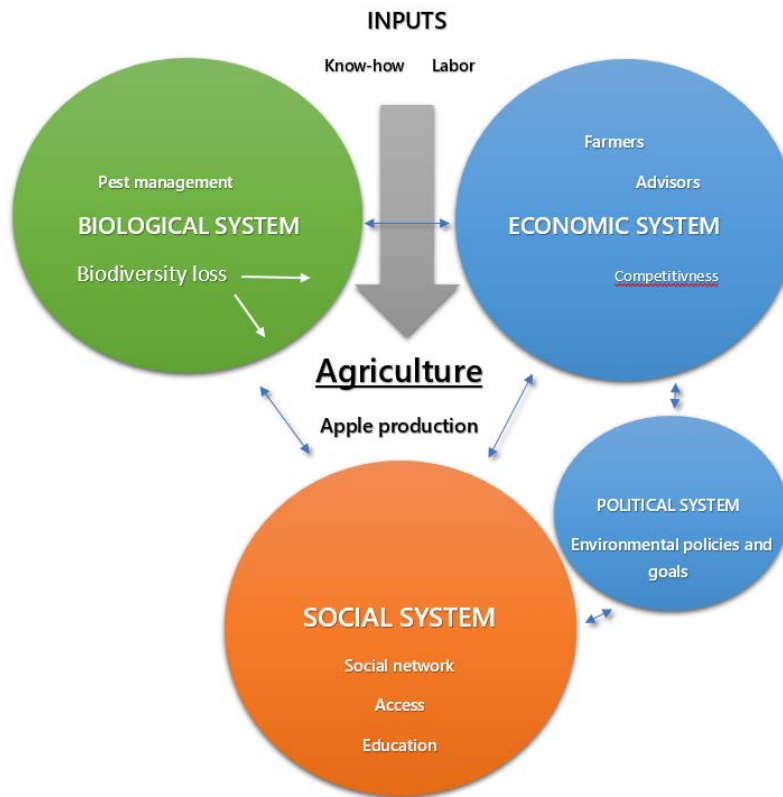 INPUTS
Know-how Labor
Pest management
BIOLOGICAL SYSTEM
Biodiversity loss
Farmers
Advisors
ECONOMIC SYSTEM
Competitivness
Agriculture
Apple production
POLITICAL SYSTEM
Environmental policies and
goals
SOCIAL SYSTEM
Social network
Access
Education